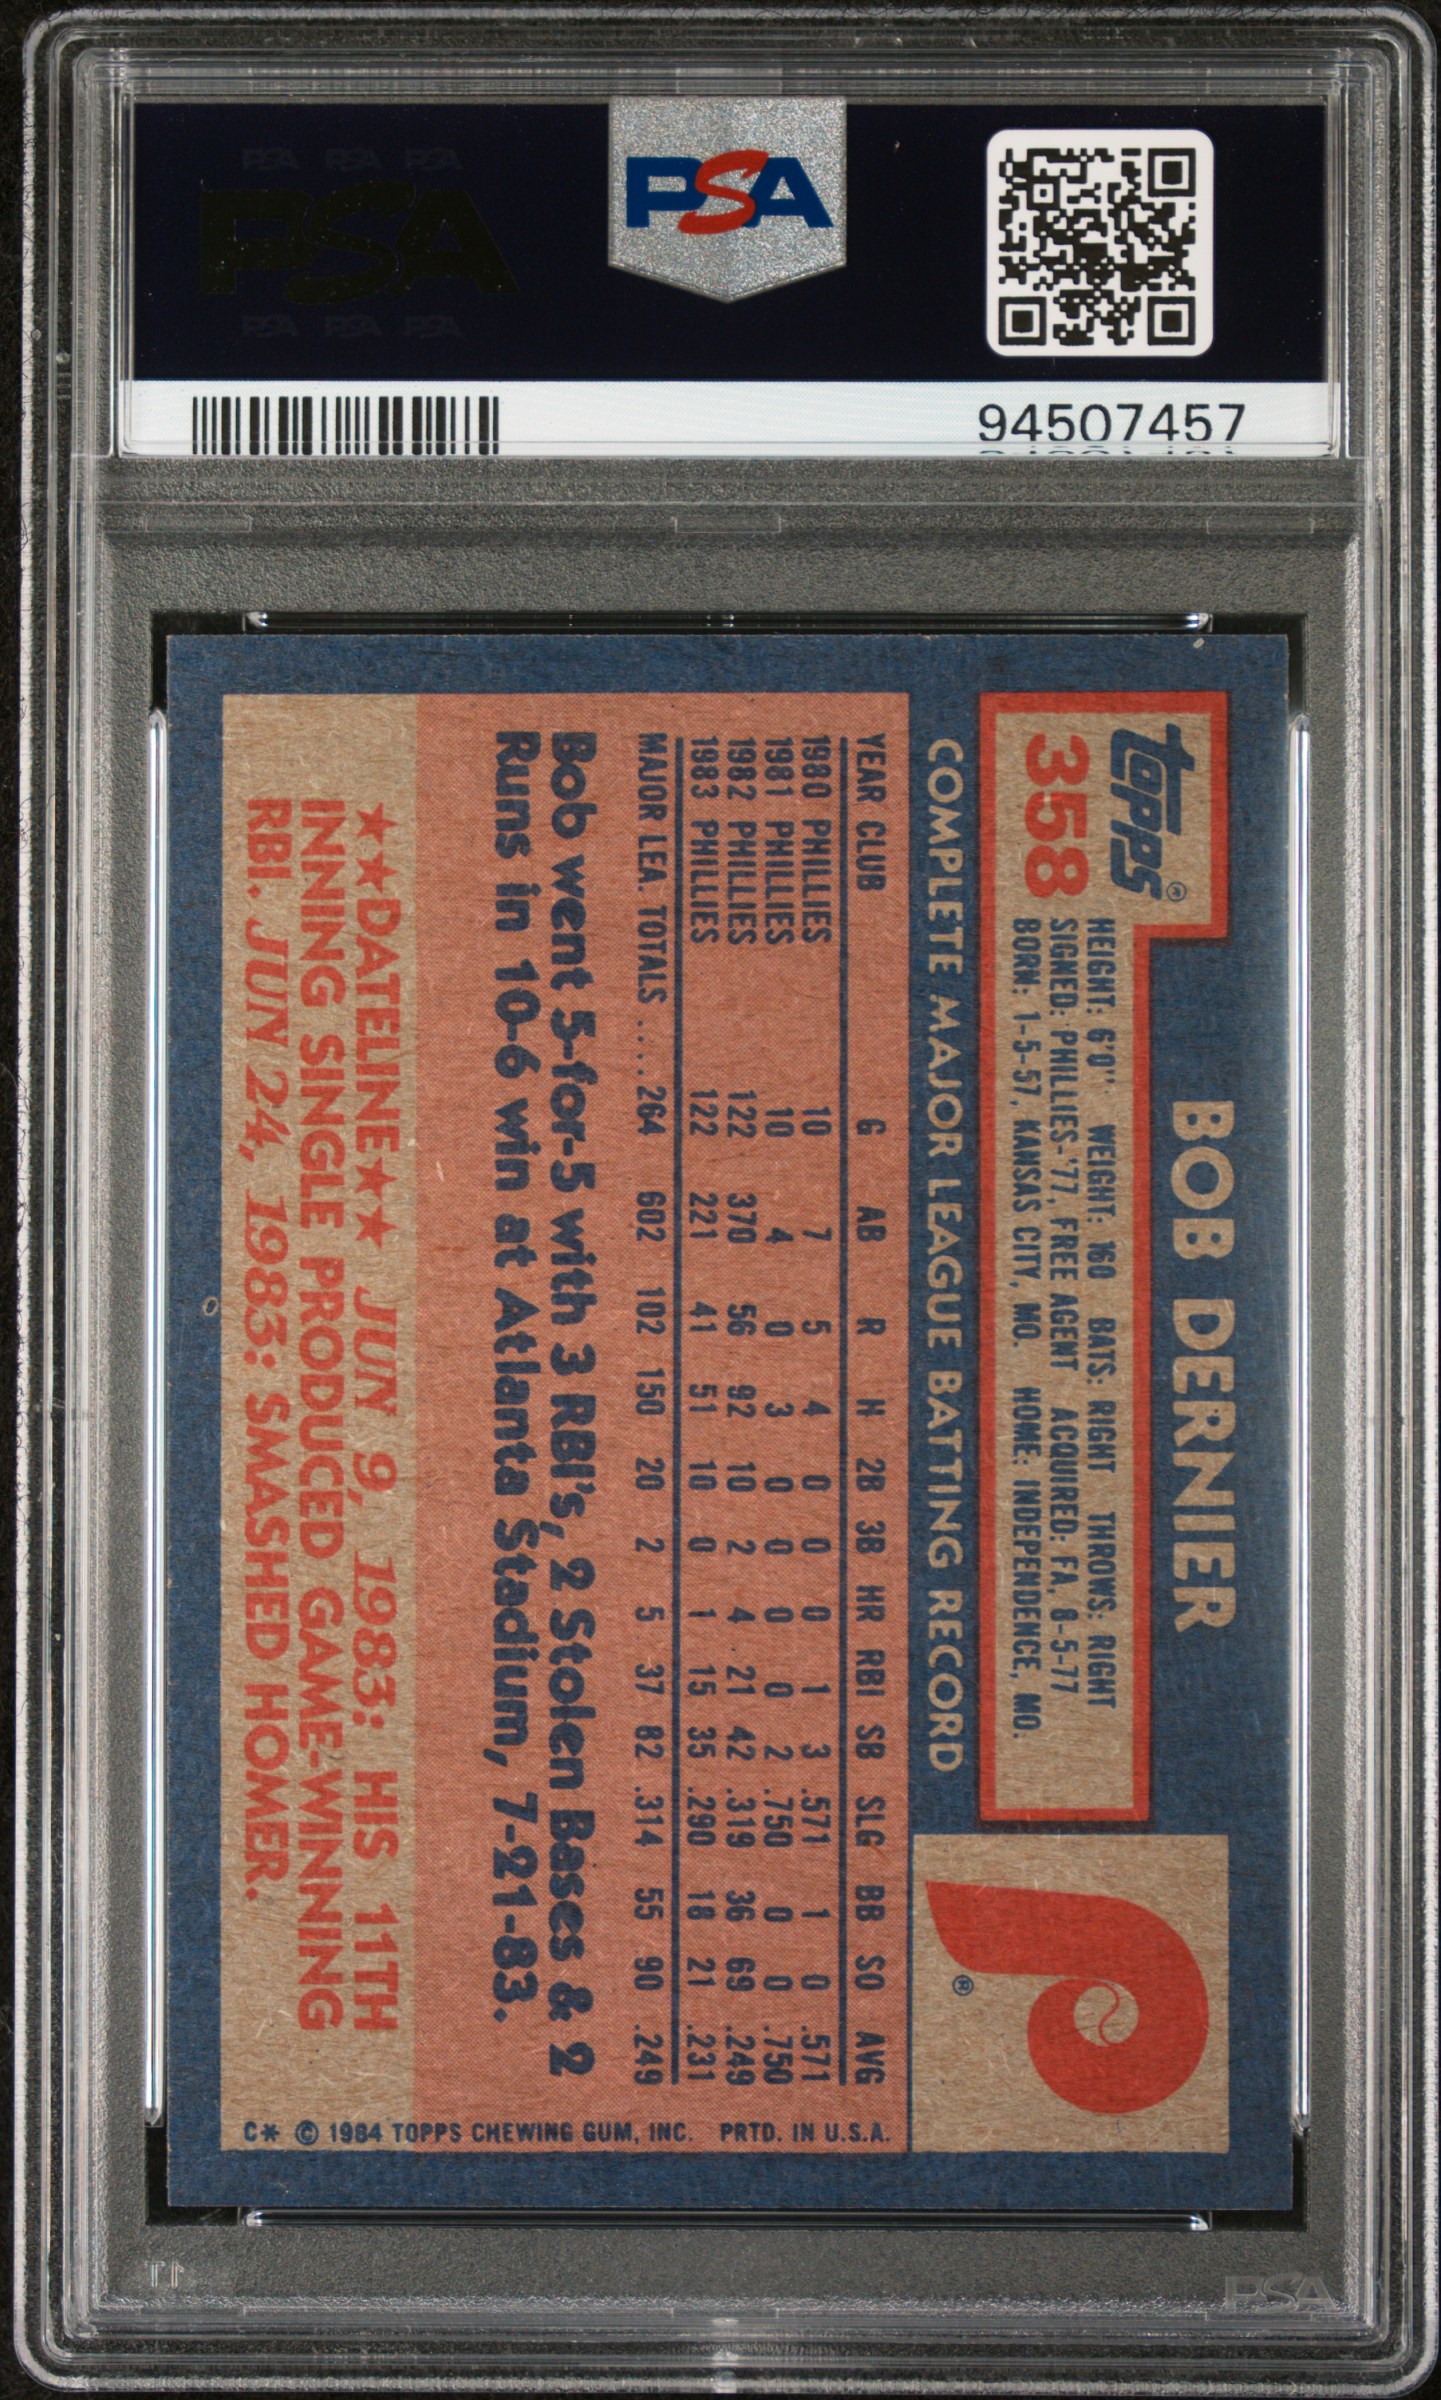 PSA PSA PSA
PSA
PSA PSA PSA
PSA
94507457
topps®
358
BOB DERNIER
HEIGHT: 6'0" WEIGHT: 160 BATS: RIGHT THROWS: RIGHT
SIGNED: PHILLIES-'77, FREE AGENT ACQUIRED: FA, 8-5-77
BORN: 1-5-57, KANSAS CITY, MO. HOME: INDEPENDENCE, MO.
P
®
COMPLETE MAJOR LEAGUE BATTING RECORD
YEAR CLUB G AB R H 2B 3B HR RBI SB SLG BB SO AVG
1980 PHILLIES 10 7 5 4 0 0 0 1 3 .571 1 0 .571
1981 PHILLIES 10 4 0 3 0 0 0 0 2 .750 0 0 .750
1982 PHILLIES 122 370 56 92 10 2 4 21 42 .319 36 69 .249
1983 PHILLIES 122 221 41 51 10 0 1 15 35 .290 18 21 .231
MAJOR LEA. TOTALS .... 264 602 102 150 20 2 5 37 82 .314 55 90 .249
Bob went 5-for-5 with 3 RBI's, 2 Stolen Bases & 2
Runs in 10-6 win at Atlanta Stadium, 7-21-83.
★★DATELINE★★ JUN 9, 1983: HIS 11TH
INNING SINGLE PRODUCED GAME-WINNING
RBI. JUN 24, 1983: SMASHED HOMER.
C* © 1984 TOPPS CHEWING GUM, INC. PRTD. IN U.S.A.
PSA